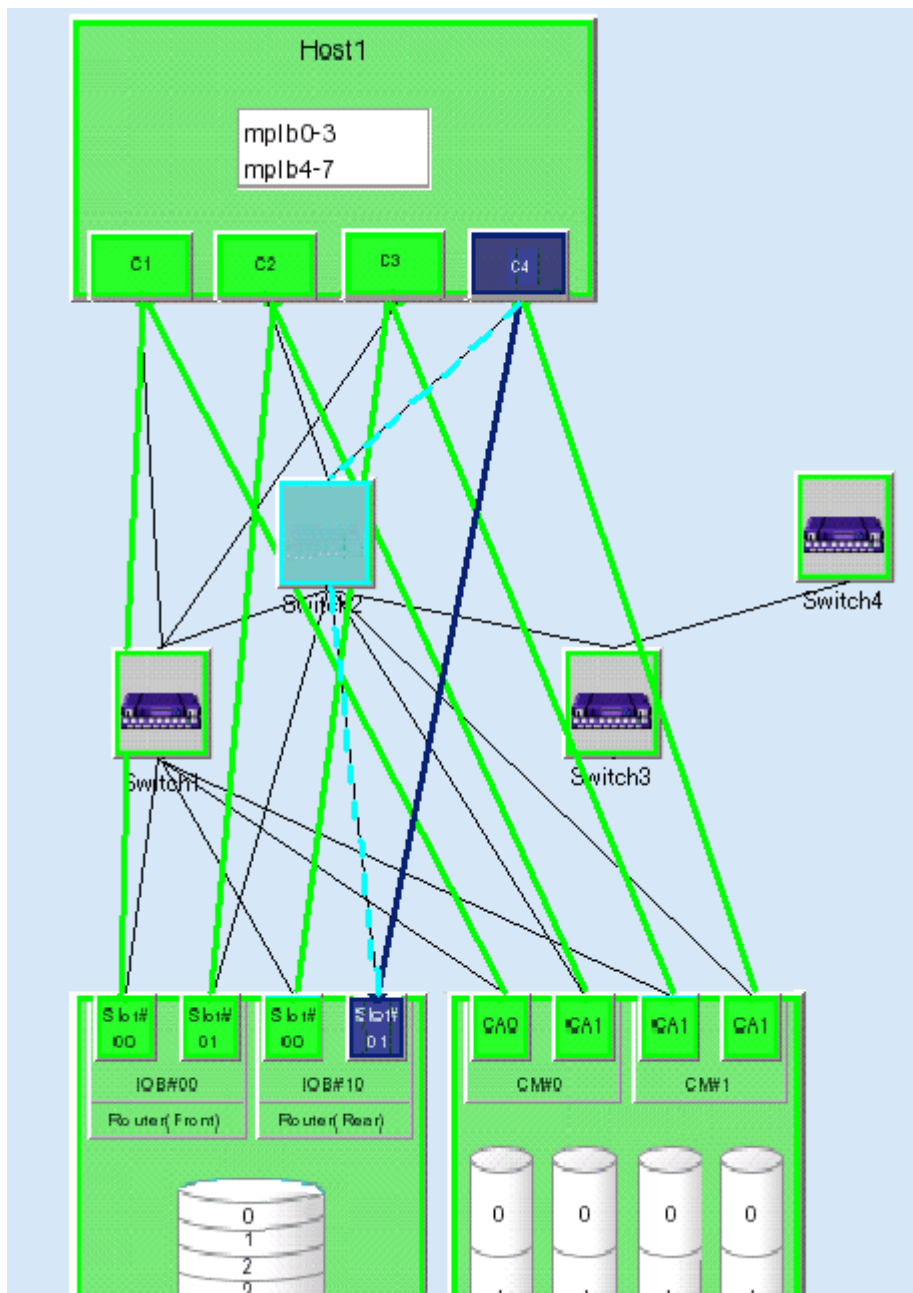 Host1
mplb0-3
mplb4-7
C1
C2
C3
C4
Switch4
Switch2
Switch3
Switch1
Slot#
00
Slot#
01
Slot#
00
Slot#
01
CA0
CA1
CA1
CA1
IOB#00
IOB#10
CM#0
CM#1
Router(Front)
Router(Rear)
0
1
2
0
0
0
0